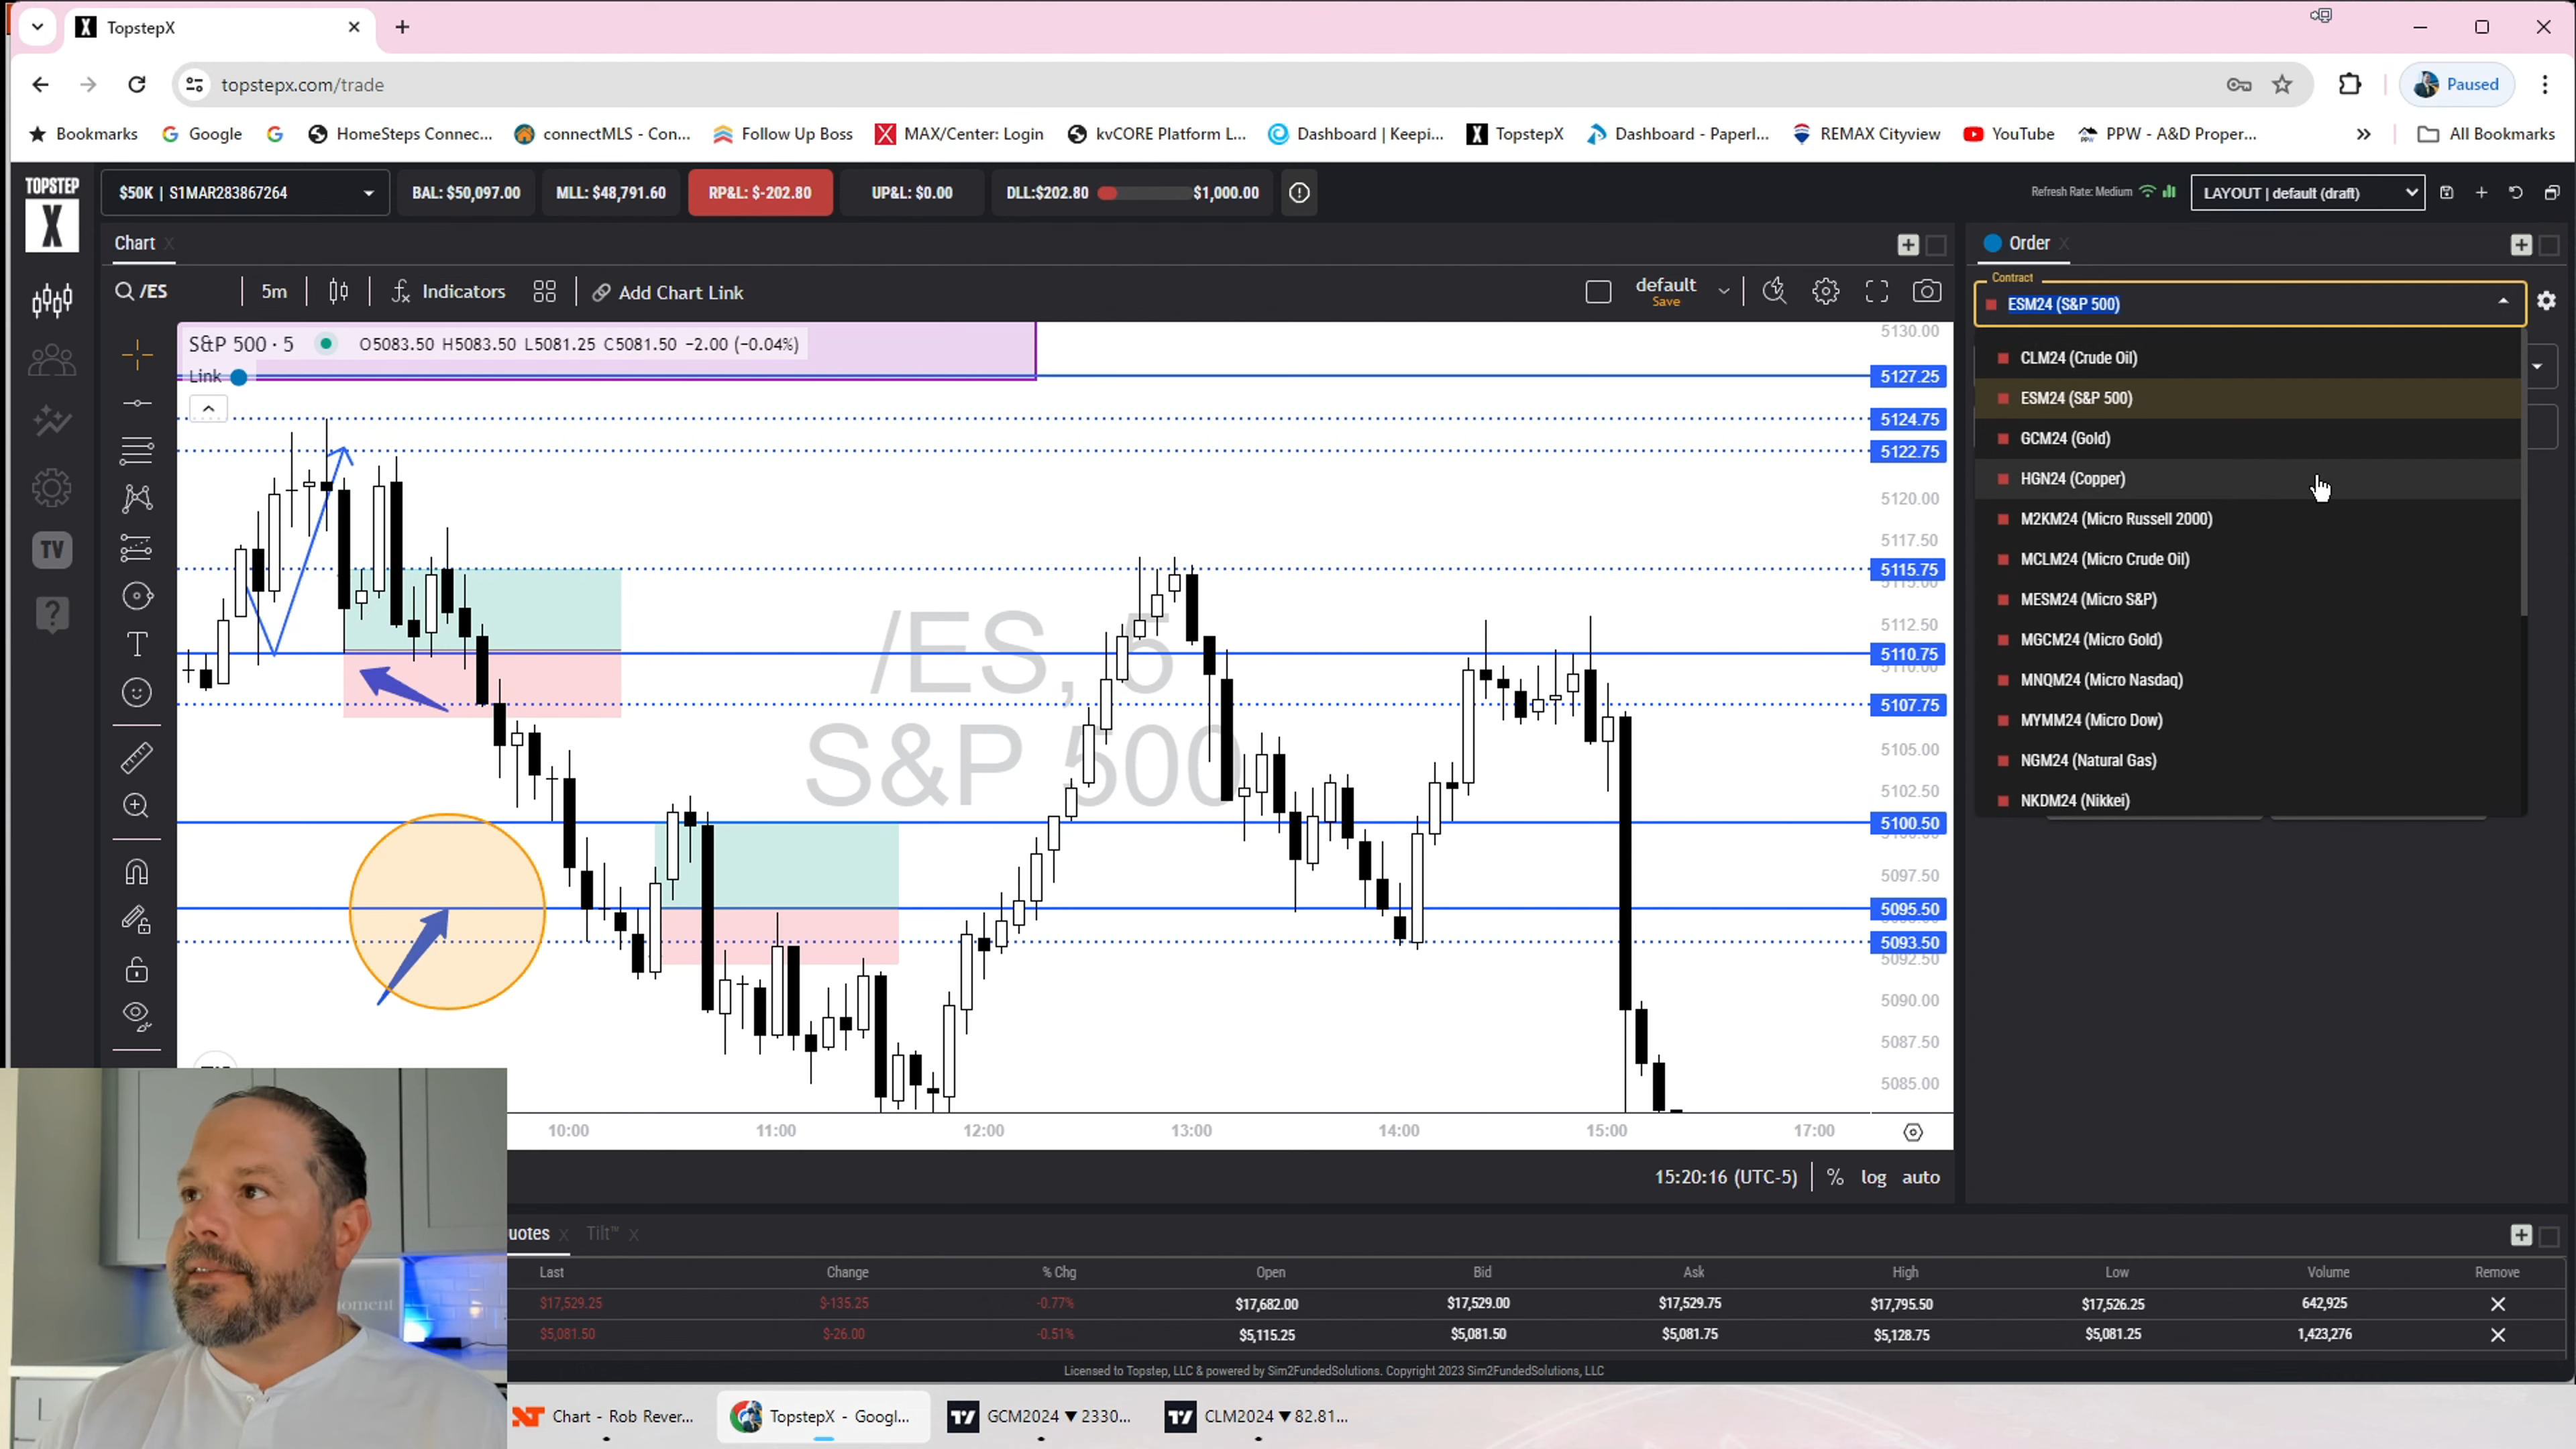 TopstepX
topstepx.com/trade
Paused
Bookmarks
Google
HomeSteps Connec...
connectMLS - Con...
Follow Up Boss
MAX/Center: Login
kvCORE Platform L...
Dashboard | Keepi...
TopstepX
Dashboard - Paperl...
REMAX Cityview
YouTube
PPW - A&D Proper...
All Bookmarks
TOPSTEP
X
$50K | S1MAR283867264
BAL: $50,097.00
MLL: $48,791.60
RP&L: $-202.80
UP&L: $0.00
DLL:$202.80
$1,000.00
Refresh Rate: Medium
LAYOUT | default (draft)
Chart
Order
/ES
5m
Indicators
Add Chart Link
default
Save
Contract
ESM24 (S&P 500)
CLM24 (Crude Oil)
ESM24 (S&P 500)
GCM24 (Gold)
HGN24 (Copper)
M2KM24 (Micro Russell 2000)
MCLM24 (Micro Crude Oil)
MESM24 (Micro S&P)
MGCM24 (Micro Gold)
MNQM24 (Micro Nasdaq)
MYMM24 (Micro Dow)
NGM24 (Natural Gas)
NKDM24 (Nikkei)
S&P 500 · 5
O5083.50 H5083.50 L5081.25 C5081.50 −2.00 (−0.04%)
Link
TV
T
/ES, 5
S&P 500
5130.00
5127.25
5124.75
5122.75
5120.00
5117.50
5115.75
5115.00
5112.50
5110.75
5110.00
5107.75
5105.00
5102.50
5100.50
5097.50
5095.50
5093.50
5092.50
5090.00
5087.50
5085.00
10:00 11:00 12:00 13:00 14:00 15:00 17:00
15:20:16 (UTC-5) % log auto
uotes
Tilt™
Last Change % Chg Open Bid Ask High Low Volume Remove
$17,529.25 $-135.25 -0.77% $17,682.00 $17,529.00 $17,529.75 $17,795.50 $17,526.25 642,925
$5,081.50 $-26.00 -0.51% $5,115.25 $5,081.50 $5,081.75 $5,128.75 $5,081.25 1,423,276
Licensed to Topstep, LLC & powered by Sim2FundedSolutions. Copyright 2023 Sim2FundedSolutions, LLC
oment
Chart - Rob Rever...
TopstepX - Googl...
GCM2024 ▼ 2330...
CLM2024 ▼ 82.81...